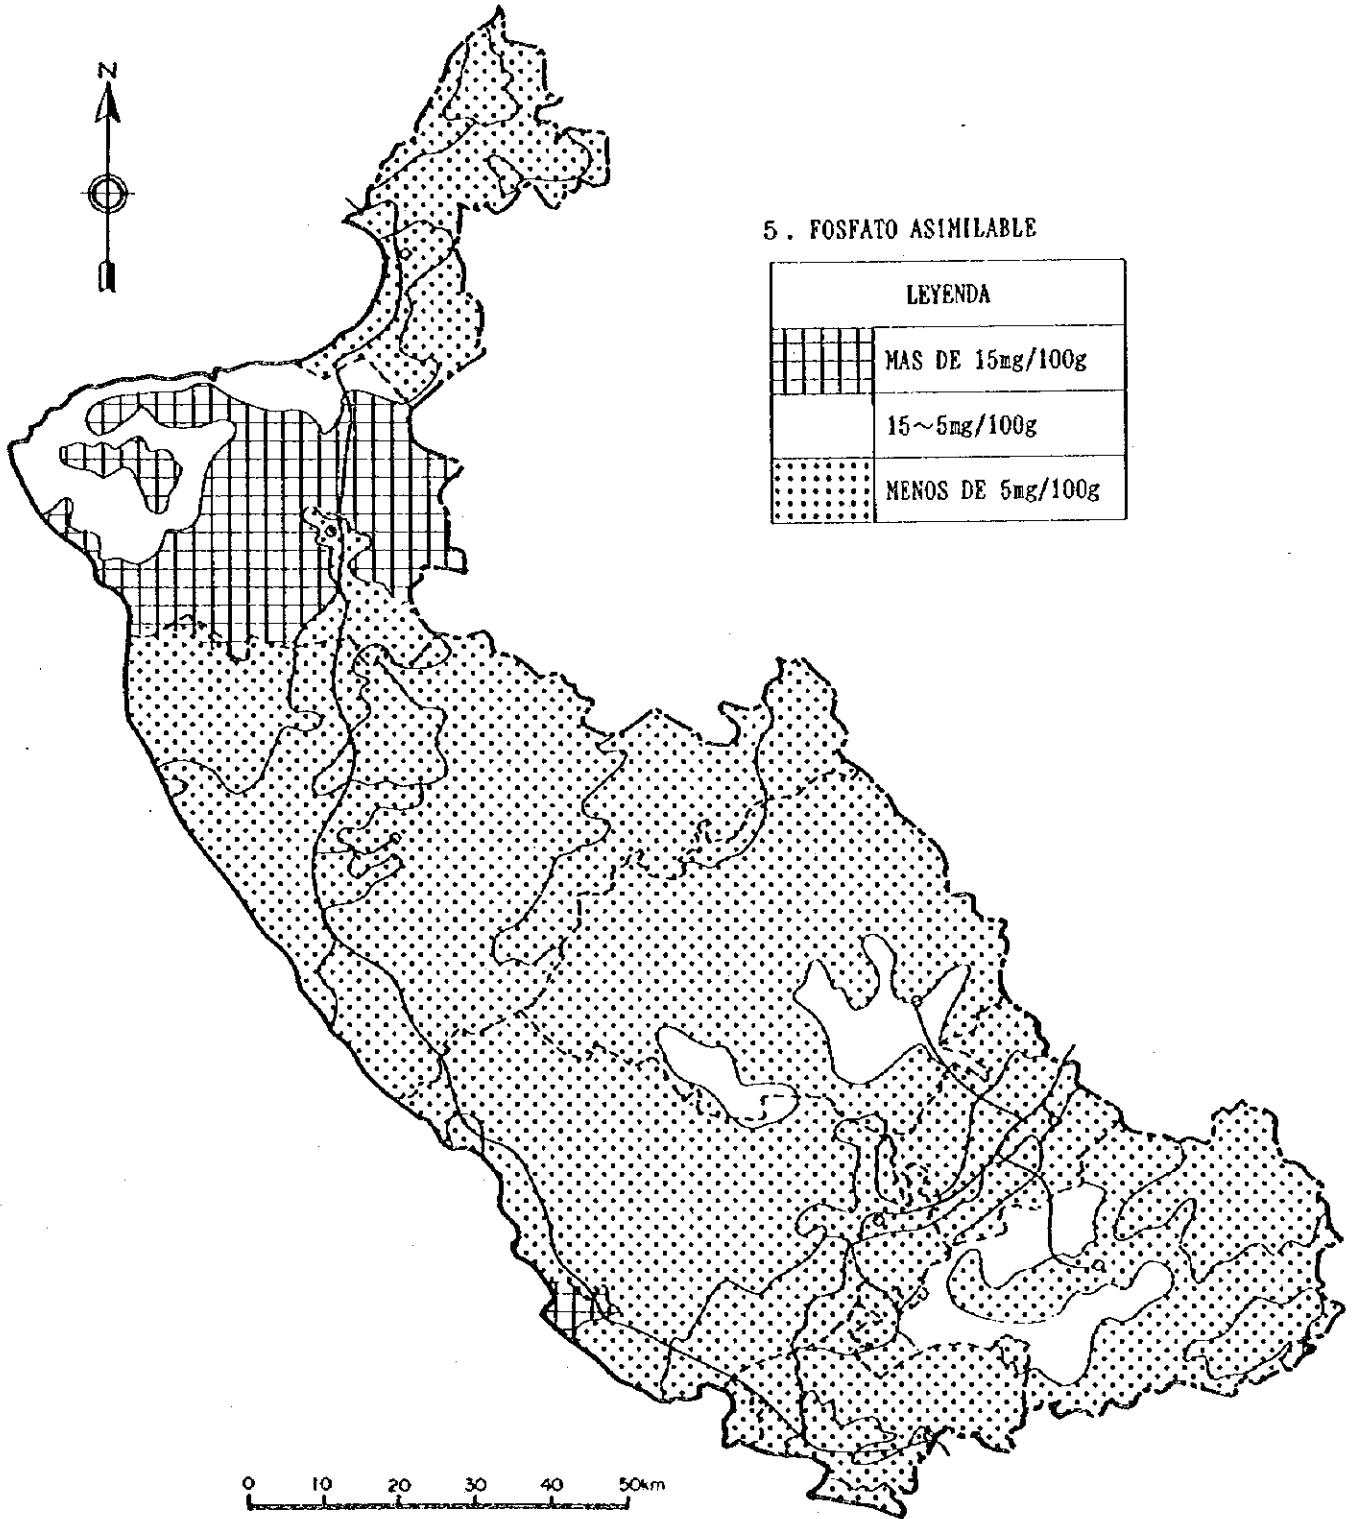 N
5. FOSFATO ASIMILABLE
LEYENDA
MAS DE 15mg/100g
15~5mg/100g
MENOS DE 5mg/100g
0 10 20 30 40 50km